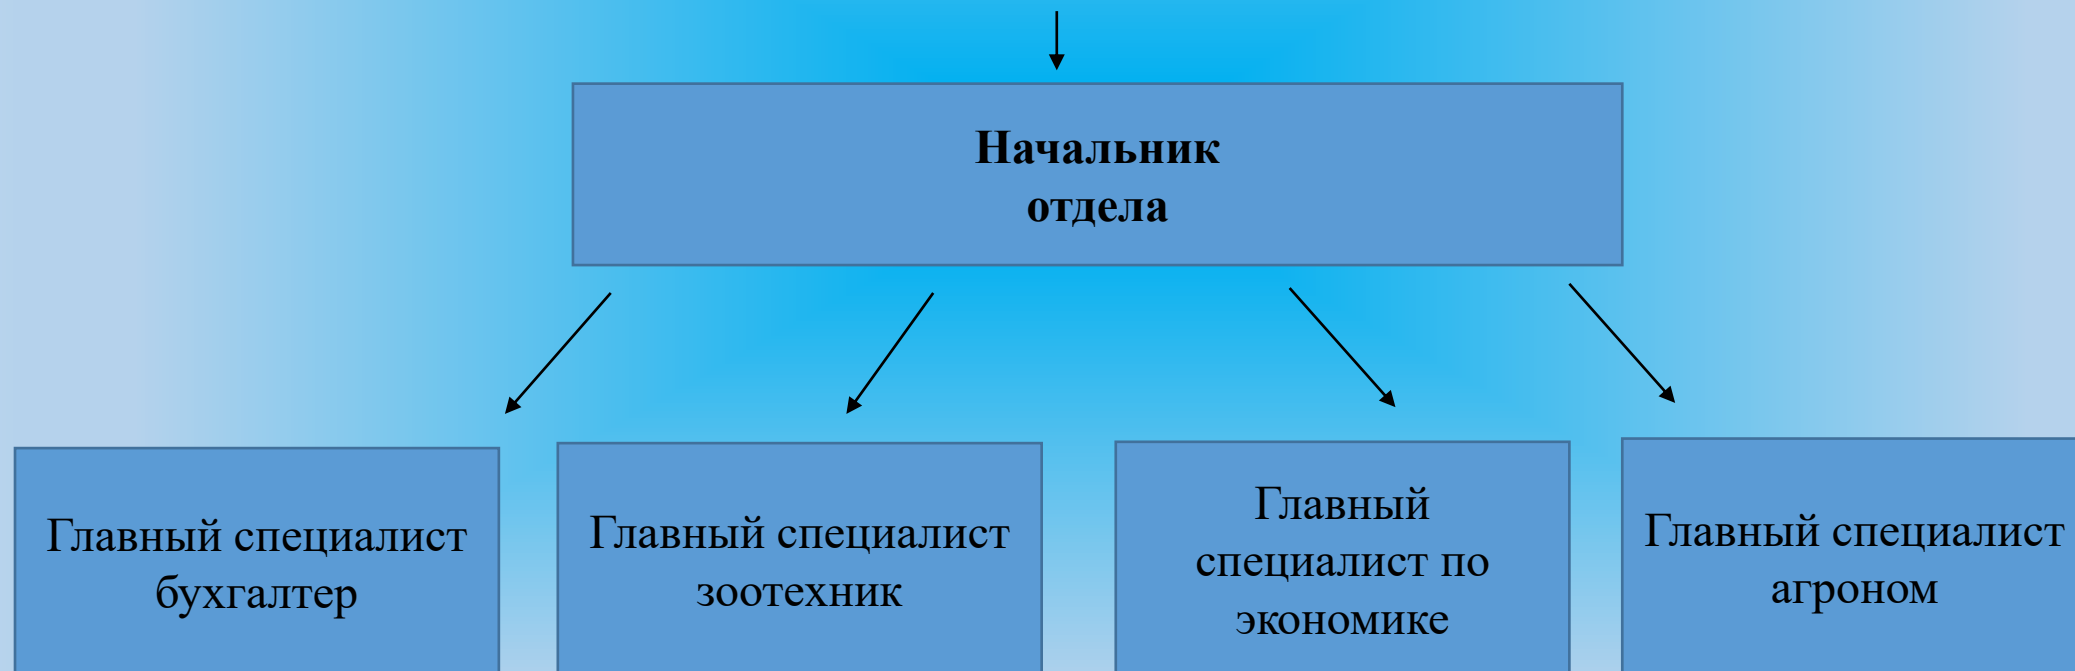 Начальник
отдела
Главный специалист
бухгалтер
Главный специалист
зоотехник
Главный
специалист по
экономике
Главный специалист
агроном